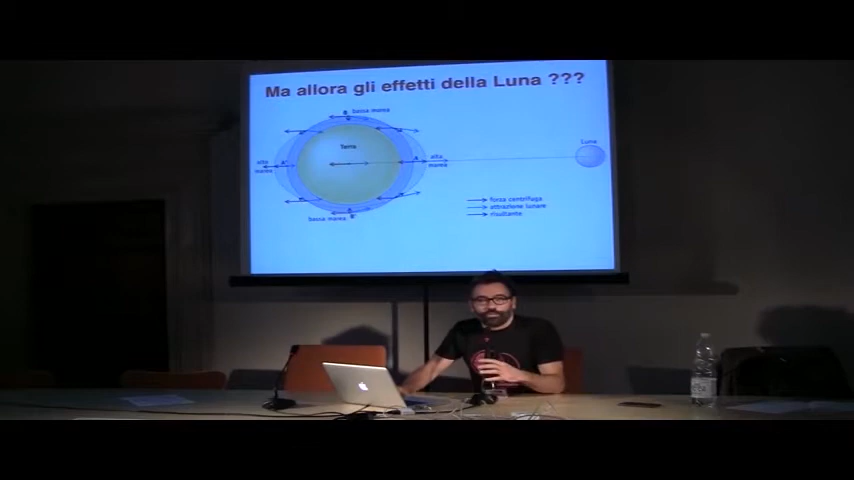 Ma allora gli effetti della Luna ???
B bassa marea
Terra
Luna
alta marea
A'
A
alta marea
forza centrifuga
attrazione lunare
risultante
bassa marea B'